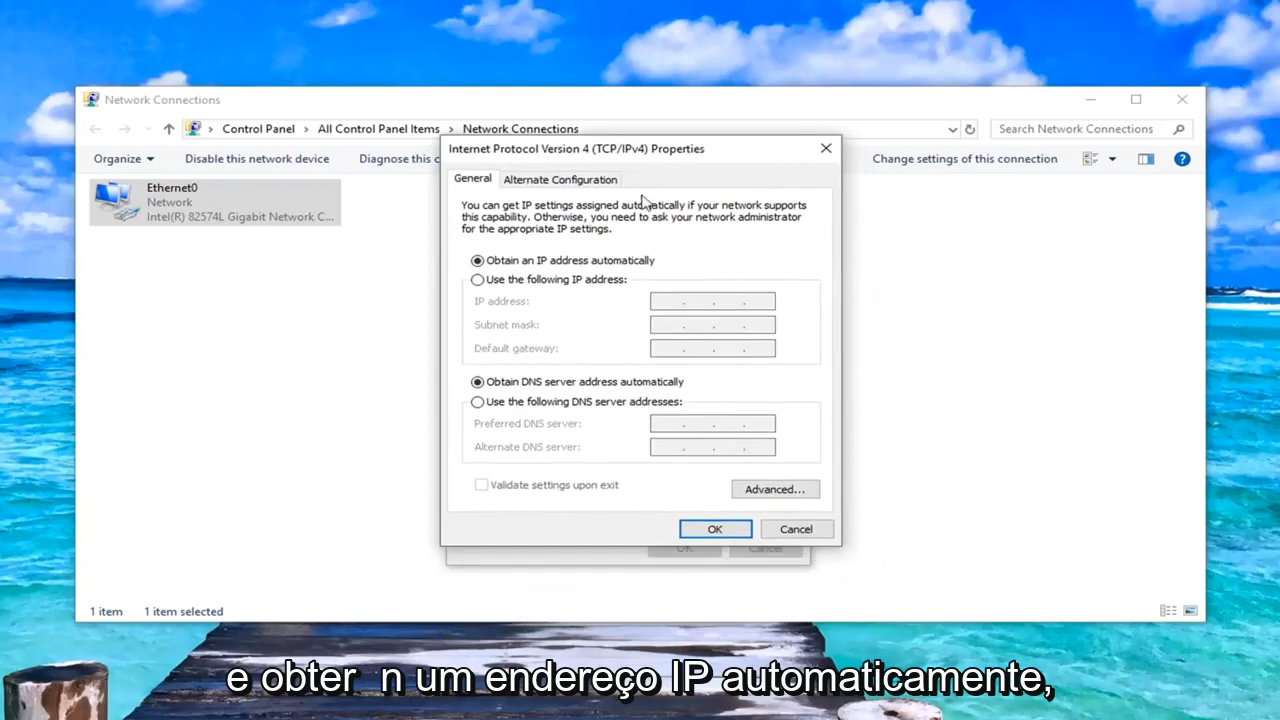 Network Connections
Control Panel > All Control Panel Items > Network Connections
Search Network Connections
Organize
Disable this network device
Diagnose this c
Change settings of this connection
Ethernet0
Network
Intel(R) 82574L Gigabit Network C...
Internet Protocol Version 4 (TCP/IPv4) Properties
General
Alternate Configuration
You can get IP settings assigned automatically if your network supports
this capability. Otherwise, you need to ask your network administrator
for the appropriate IP settings.
Obtain an IP address automatically
Use the following IP address:
IP address:
Subnet mask:
Default gateway:
Obtain DNS server address automatically
Use the following DNS server addresses:
Preferred DNS server:
Alternate DNS server:
Validate settings upon exit
Advanced...
OK
Cancel
OK
Cancel
1 item
1 item selected
e obter n um endereço IP automaticamente,